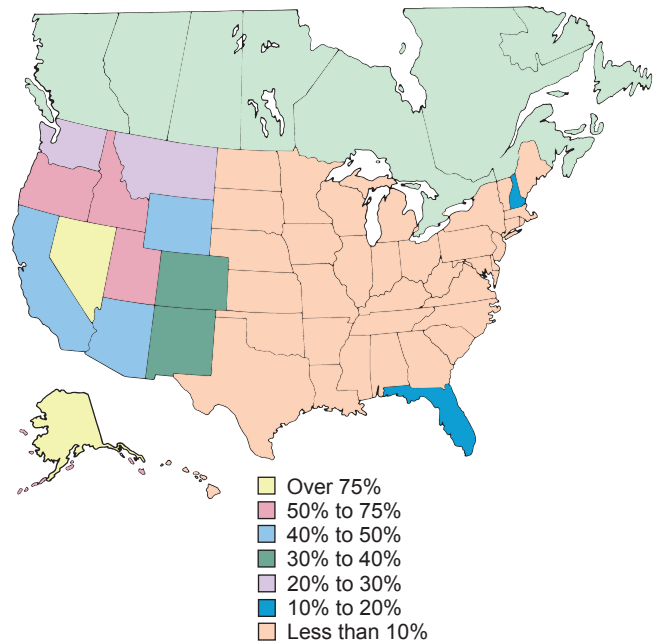 Over 75%
50% to 75%
40% to 50%
30% to 40%
20% to 30%
10% to 20%
Less than 10%